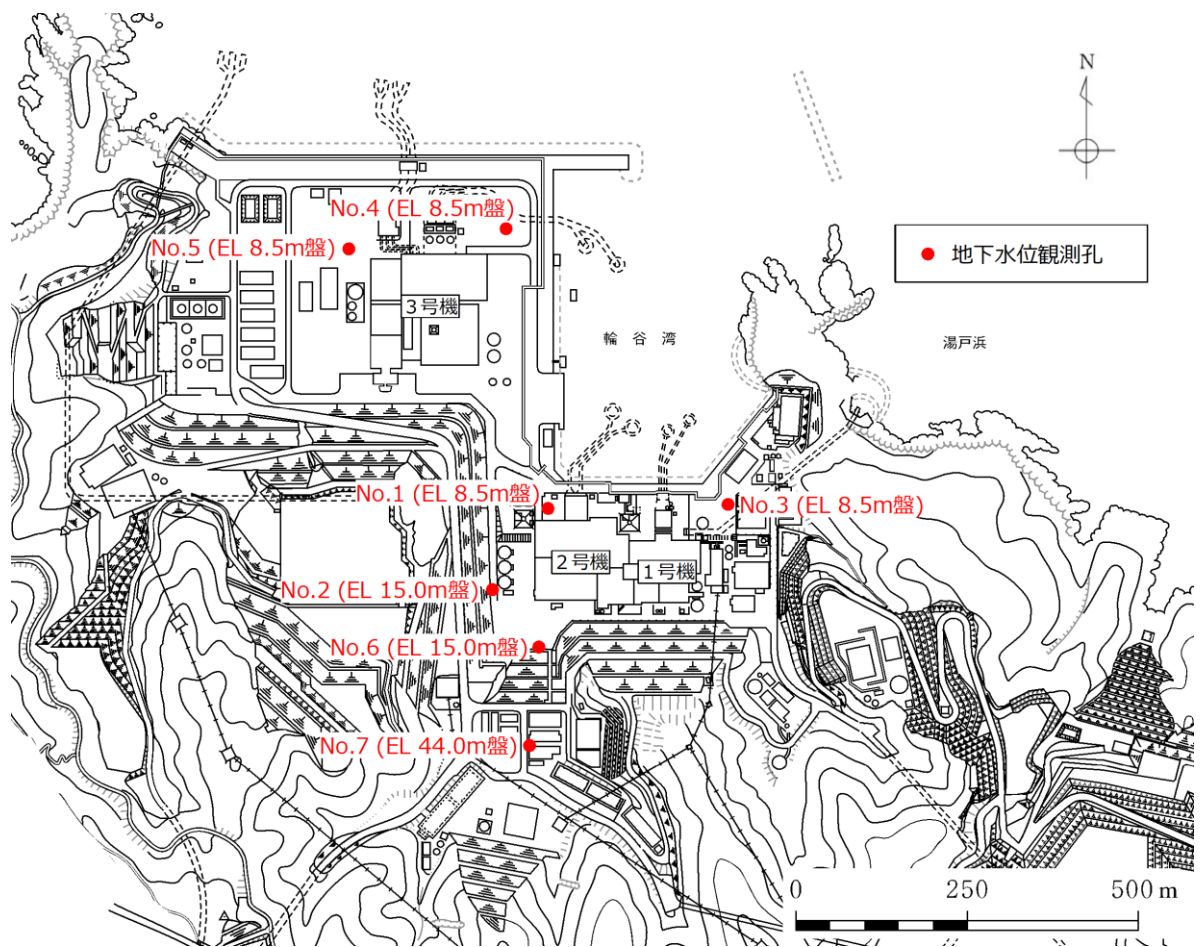 N
No.4 (EL 8.5m盤)
No.5 (EL 8.5m盤)
地下水位観測孔
3号機
輪谷湾
湯戸浜
No.1 (EL 8.5m盤)
No.3 (EL 8.5m盤)
2号機
1号機
No.2 (EL 15.0m盤)
No.6 (EL 15.0m盤)
No.7 (EL 44.0m盤)
0 250 500 m